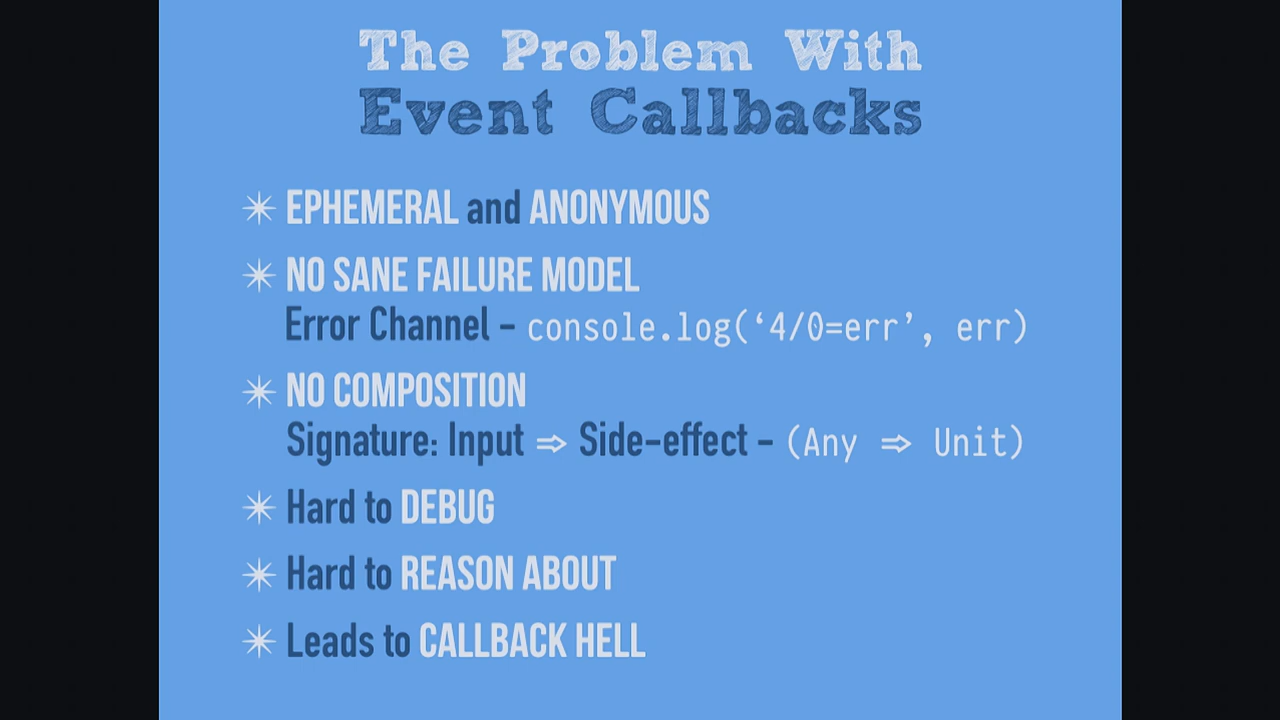 The Problem With
Event Callbacks
✴ EPHEMERAL and ANONYMOUS
✴ NO SANE FAILURE MODEL
Error Channel – console.log(‘4/0=err’, err)
✴ NO COMPOSITION
Signature: Input ⇒ Side-effect – (Any ⇒ Unit)
✴ Hard to DEBUG
✴ Hard to REASON ABOUT
✴ Leads to CALLBACK HELL